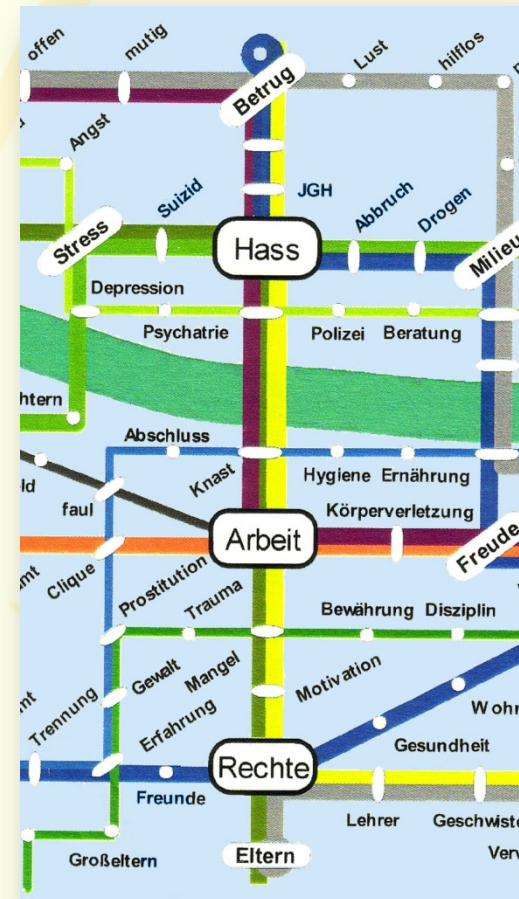 offen
mutig
Lust
hilflos
Betrug
Angst
Suizid
JGH
Abbruch
Drogen
Stress
Hass
Milieu
Depression
Psychatrie
Polizei
Beratung
Abschluss
Knast
Hygiene
Ernährung
faul
Körperverletzung
Arbeit
Freude
Clique
Prostitution
Trauma
Bewährung
Disziplin
Trennung
Gewalt
Mangel
Motivation
Erfahrung
Gesundheit
Rechte
Freunde
Lehrer
Großeltern
Eltern